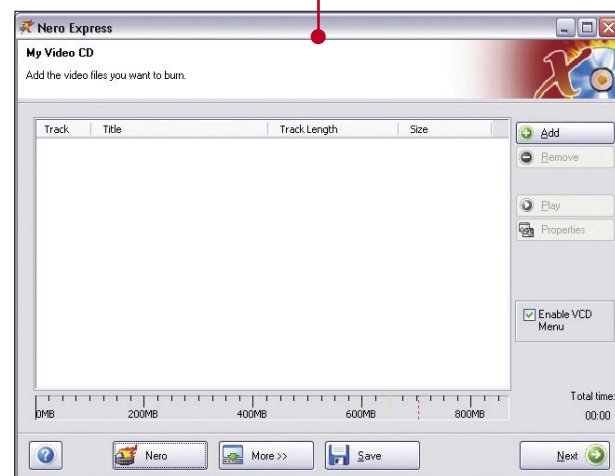 Nero Express
My Video CD
Add the video files you want to burn.
Track Title Track Length Size
Add
Remove
Play
Properties
Enable VCD
Menu
Total time:
0MB 200MB 400MB 600MB 800MB 00:00
Nero More >> Save Next